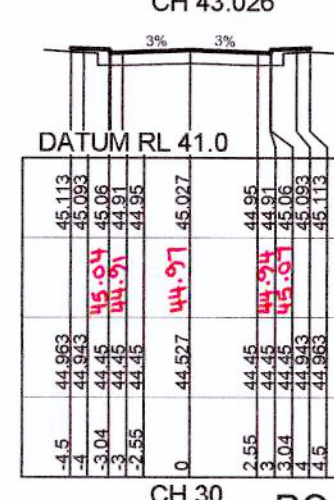 CH 43.026
3% 3%
DATUM RL 41.0
45.113 45.093 45.06 44.91 44.95 45.027 44.95 44.91 45.06 45.093 45.113
45.04 44.91 44.97 44.94 45.07
44.963 44.943 44.45 44.45 44.45 44.527 44.45 44.45 44.45 44.943 44.963
-4.5 -4 -3.04 -3 -2.55 0 2.55 3 3.04 4 4.5
CH 30